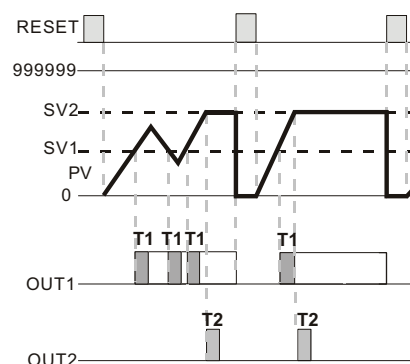 RESET
999999
SV2
SV1
PV
0
T1 T1 T1 T1
OUT1
T2 T2
OUT2